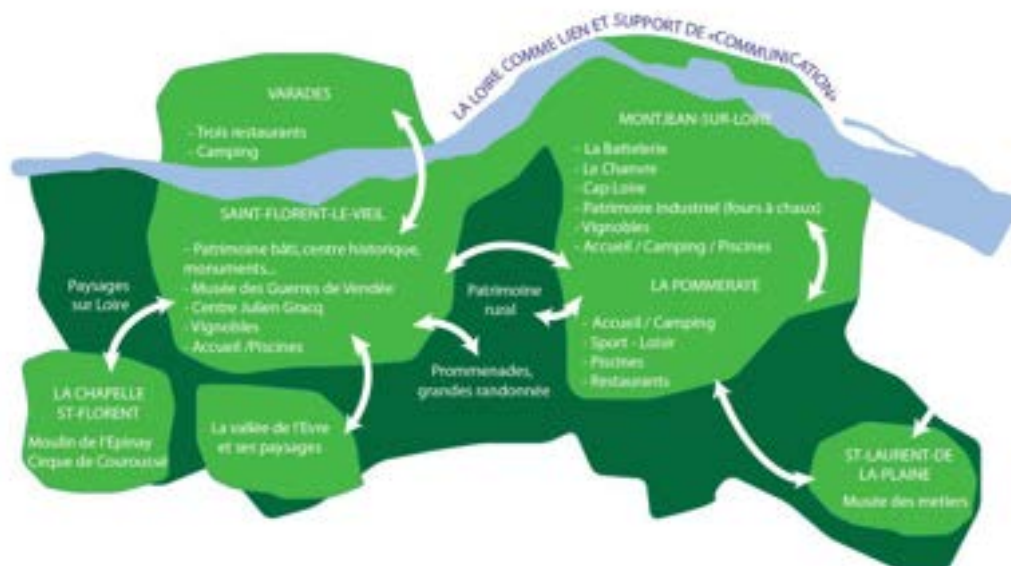 LA LOIRE COMME LIEN ET SUPPORT DE «COMMUNICATION»
VARADES
- Trois restaurants
- Camping
MONTJEAN-SUR-LOIRE
- La Batellerie
- Le Chanvre
- Cap Loire
- Patrimoine industriel (fours à chaux)
- Vignobles
- Accueil / Camping / Piscines
SAINT-FLORENT-LE-VIEIL
- Patrimoine bâti, centre historique,
monuments...
- Musée des Guerres de Vendée
- Centre Julien Gracq
- Vignobles
- Accueil /Piscines
Paysages
sur Loire
Patrimoine
rural
LA POMMERAYE
- Accueil / Camping
- Sport - Loisir
- Piscines
- Restaurants
Prommenades,
grandes randonnée
LA CHAPELLE
ST-FLORENT
Moulin de l'Epinay
Cirque de Courousse
La vallée de l'Evre
et ses paysages
ST-LAURENT-DE
LA-PLAINE
Musée des metiers